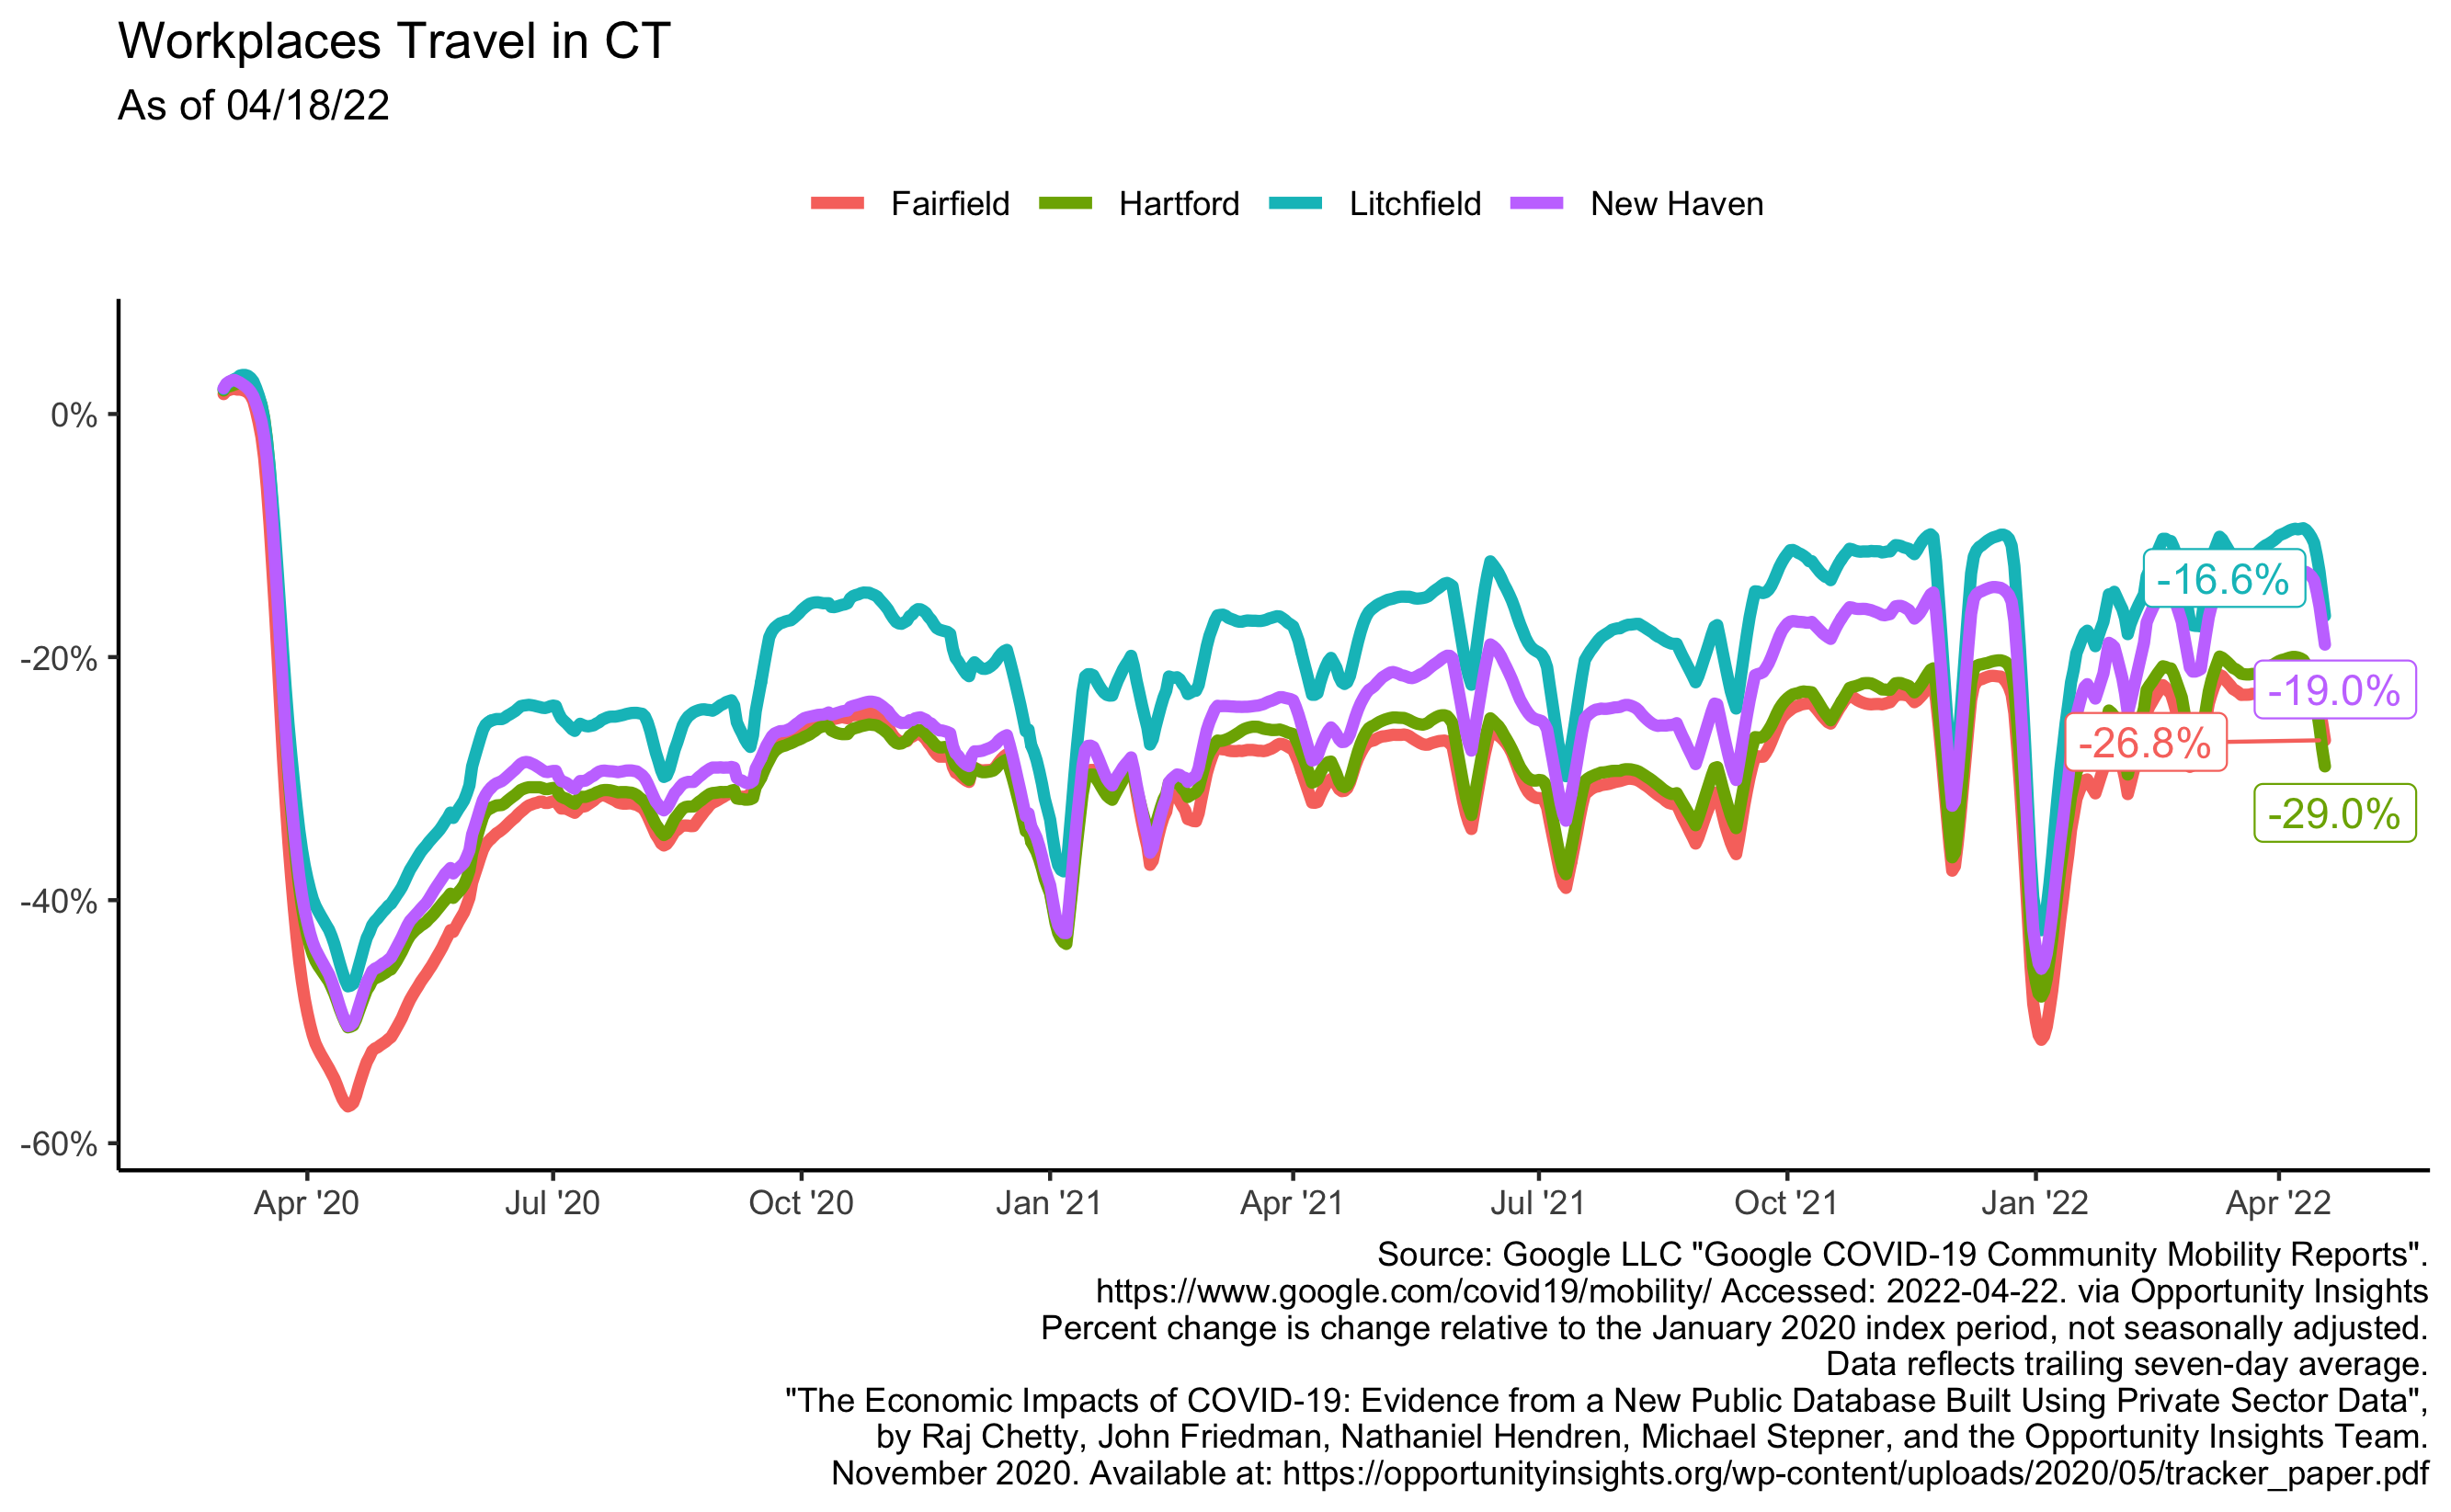 Workplaces Travel in CT
As of 04/18/22
Fairfield Hartford Litchfield New Haven
0%
-20%
-40%
-60%
-16.6%
-19.0%
-26.8%
-29.0%
Apr '20 Jul '20 Oct '20 Jan '21 Apr '21 Jul '21 Oct '21 Jan '22 Apr '22
Source: Google LLC "Google COVID-19 Community Mobility Reports".
https://www.google.com/covid19/mobility/ Accessed: 2022-04-22. via Opportunity Insights
Percent change is change relative to the January 2020 index period, not seasonally adjusted.
Data reflects trailing seven-day average.
"The Economic Impacts of COVID-19: Evidence from a New Public Database Built Using Private Sector Data",
by Raj Chetty, John Friedman, Nathaniel Hendren, Michael Stepner, and the Opportunity Insights Team.
November 2020. Available at: https://opportunityinsights.org/wp-content/uploads/2020/05/tracker_paper.pdf